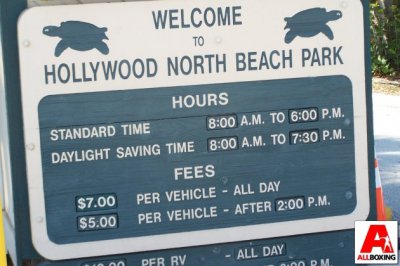 WELCOME
TO
HOLLYWOOD NORTH BEACH PARK
HOURS
STANDARD TIME 8:00 A.M. TO 6:00 P.M.
DAYLIGHT SAVING TIME 8:00 A.M. TO 7:30 P.M.
FEES
$7.00 PER VEHICLE - ALL DAY
$5.00 PER VEHICLE - AFTER 2:00 P.M.
PER RV - ALL DAY
P.M.
A
ALLBOXING